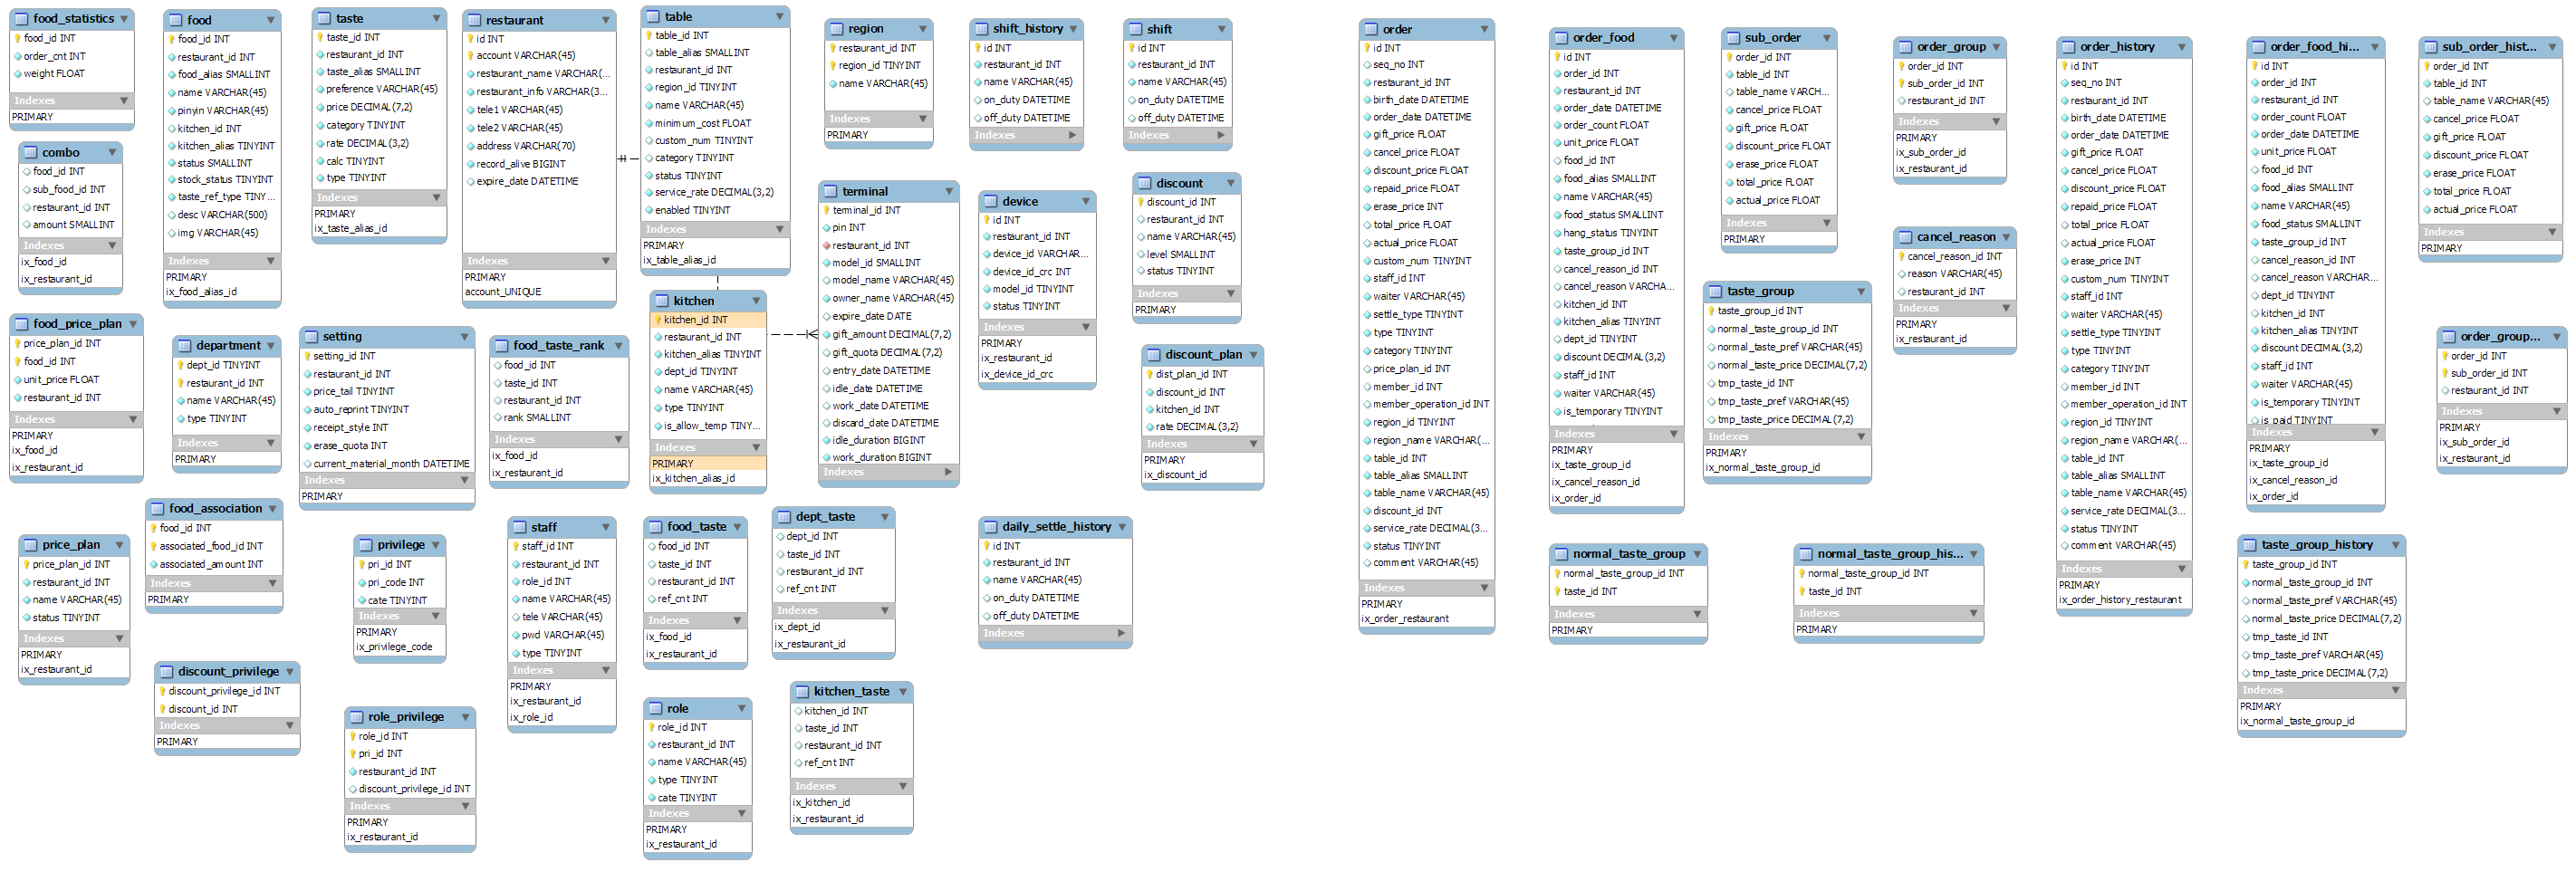 food_statistics
food_id INT
order_cnt INT
weight FLOAT
Indexes
PRIMARY
food
food_id INT
restaurant_id INT
food_alias SMALLINT
name VARCHAR(45)
pinyin VARCHAR(45)
kitchen_id INT
kitchen_alias TINYINT
status SMALLINT
stock_status TINYINT
taste_ref_type TINY...
desc VARCHAR(500)
img VARCHAR(45)
Indexes
PRIMARY
ix_food_alias_id
taste
taste_id INT
restaurant_id INT
taste_alias SMALLINT
preference VARCHAR(45)
price DECIMAL(7,2)
category TINYINT
rate DECIMAL(3,2)
calc TINYINT
type TINYINT
Indexes
PRIMARY
ix_taste_alias_id
restaurant
id INT
account VARCHAR(45)
restaurant_name VARCHAR(...
restaurant_info VARCHAR(3...
tele1 VARCHAR(45)
tele2 VARCHAR(45)
address VARCHAR(70)
record_alive BIGINT
expire_date DATETIME
Indexes
PRIMARY
account_UNIQUE
table
table_id INT
table_alias SMALLINT
restaurant_id INT
region_id TINYINT
name VARCHAR(45)
minimum_cost FLOAT
custom_num TINYINT
category TINYINT
status TINYINT
service_rate DECIMAL(3,2)
enabled TINYINT
Indexes
PRIMARY
ix_table_alias_id
region
restaurant_id INT
region_id TINYINT
name VARCHAR(45)
Indexes
PRIMARY
shift_history
id INT
restaurant_id INT
name VARCHAR(45)
on_duty DATETIME
off_duty DATETIME
Indexes
shift
id INT
restaurant_id INT
name VARCHAR(45)
on_duty DATETIME
off_duty DATETIME
Indexes
combo
food_id INT
sub_food_id INT
restaurant_id INT
amount SMALLINT
Indexes
ix_food_id
ix_restaurant_id
terminal
terminal_id INT
pin INT
restaurant_id INT
model_id SMALLINT
model_name VARCHAR(45)
owner_name VARCHAR(45)
expire_date DATE
gift_amount DECIMAL(7,2)
gift_quota DECIMAL(7,2)
entry_date DATETIME
idle_date DATETIME
work_date DATETIME
discard_date DATETIME
idle_duration BIGINT
work_duration BIGINT
Indexes
device
id INT
restaurant_id INT
device_id VARCHAR...
device_id_crc INT
model_id TINYINT
status TINYINT
Indexes
PRIMARY
ix_restaurant_id
ix_device_id_crc
discount
discount_id INT
restaurant_id INT
name VARCHAR(45)
level SMALLINT
status TINYINT
Indexes
PRIMARY
kitchen
kitchen_id INT
restaurant_id INT
kitchen_alias TINYINT
dept_id TINYINT
name VARCHAR(45)
type TINYINT
is_allow_temp TINY...
Indexes
PRIMARY
ix_kitchen_alias_id
food_price_plan
price_plan_id INT
food_id INT
unit_price FLOAT
restaurant_id INT
Indexes
PRIMARY
ix_food_id
ix_restaurant_id
department
dept_id TINYINT
restaurant_id INT
name VARCHAR(45)
type TINYINT
Indexes
PRIMARY
setting
setting_id INT
restaurant_id INT
price_tail TINYINT
auto_reprint TINYINT
receipt_style INT
erase_quota INT
current_material_month DATETIME
Indexes
PRIMARY
food_taste_rank
food_id INT
taste_id INT
restaurant_id INT
rank SMALLINT
Indexes
ix_food_id
ix_restaurant_id
discount_plan
dist_plan_id INT
discount_id INT
kitchen_id INT
rate DECIMAL(3,2)
Indexes
PRIMARY
ix_discount_id
food_association
food_id INT
associated_food_id INT
associated_amount INT
Indexes
PRIMARY
price_plan
price_plan_id INT
restaurant_id INT
name VARCHAR(45)
status TINYINT
Indexes
PRIMARY
ix_restaurant_id
privilege
pri_id INT
pri_code INT
cate TINYINT
Indexes
PRIMARY
ix_privilege_code
staff
staff_id INT
restaurant_id INT
role_id INT
name VARCHAR(45)
tele VARCHAR(45)
pwd VARCHAR(45)
type TINYINT
Indexes
PRIMARY
ix_restaurant_id
ix_role_id
food_taste
food_id INT
taste_id INT
restaurant_id INT
ref_cnt INT
Indexes
ix_food_id
ix_restaurant_id
dept_taste
dept_id INT
taste_id INT
restaurant_id INT
ref_cnt INT
Indexes
ix_dept_id
ix_restaurant_id
daily_settle_history
id INT
restaurant_id INT
name VARCHAR(45)
on_duty DATETIME
off_duty DATETIME
Indexes
discount_privilege
discount_privilege_id INT
discount_id INT
Indexes
PRIMARY
role_privilege
role_id INT
pri_id INT
restaurant_id INT
discount_privilege_id INT
Indexes
PRIMARY
ix_restaurant_id
role
role_id INT
restaurant_id INT
name VARCHAR(45)
type TINYINT
cate TINYINT
Indexes
PRIMARY
ix_restaurant_id
kitchen_taste
kitchen_id INT
taste_id INT
restaurant_id INT
ref_cnt INT
Indexes
ix_kitchen_id
ix_restaurant_id
order
id INT
seq_no INT
restaurant_id INT
birth_date DATETIME
order_date DATETIME
gift_price FLOAT
cancel_price FLOAT
discount_price FLOAT
repaid_price FLOAT
erase_price INT
total_price FLOAT
actual_price FLOAT
custom_num TINYINT
staff_id INT
waiter VARCHAR(45)
settle_type TINYINT
type TINYINT
category TINYINT
price_plan_id INT
member_id INT
member_operation_id INT
region_id TINYINT
region_name VARCHAR(...
table_id INT
table_alias SMALLINT
table_name VARCHAR(45)
discount_id INT
service_rate DECIMAL(3...
status TINYINT
comment VARCHAR(45)
Indexes
PRIMARY
ix_order_restaurant
order_food
id INT
order_id INT
restaurant_id INT
order_date DATETIME
order_count FLOAT
unit_price FLOAT
food_id INT
food_alias SMALLINT
name VARCHAR(45)
food_status SMALLINT
hang_status TINYINT
taste_group_id INT
cancel_reason_id INT
cancel_reason VARCHA...
kitchen_id INT
kitchen_alias TINYINT
dept_id TINYINT
discount DECIMAL(3,2)
staff_id INT
waiter VARCHAR(45)
is_temporary TINYINT
Indexes
PRIMARY
ix_taste_group_id
ix_cancel_reason_id
ix_order_id
sub_order
order_id INT
table_id INT
table_name VARCH...
cancel_price FLOAT
gift_price FLOAT
discount_price FLOAT
erase_price FLOAT
total_price FLOAT
actual_price FLOAT
Indexes
PRIMARY
order_group
order_id INT
sub_order_id INT
restaurant_id INT
Indexes
PRIMARY
ix_sub_order_id
ix_restaurant_id
cancel_reason
cancel_reason_id INT
reason VARCHAR(45)
restaurant_id INT
Indexes
PRIMARY
ix_restaurant_id
taste_group
taste_group_id INT
normal_taste_group_id INT
normal_taste_pref VARCHAR(45)
normal_taste_price DECIMAL(7,2)
tmp_taste_id INT
tmp_taste_pref VARCHAR(45)
tmp_taste_price DECIMAL(7,2)
Indexes
PRIMARY
ix_normal_taste_group_id
normal_taste_group
normal_taste_group_id INT
taste_id INT
Indexes
PRIMARY
normal_taste_group_his...
normal_taste_group_id INT
taste_id INT
Indexes
PRIMARY
order_history
id INT
seq_no INT
restaurant_id INT
birth_date DATETIME
order_date DATETIME
gift_price FLOAT
cancel_price FLOAT
discount_price FLOAT
repaid_price FLOAT
total_price FLOAT
actual_price FLOAT
erase_price INT
custom_num TINYINT
staff_id INT
waiter VARCHAR(45)
settle_type TINYINT
type TINYINT
category TINYINT
member_id INT
member_operation_id INT
region_id TINYINT
region_name VARCHAR(...
table_id INT
table_alias SMALLINT
table_name VARCHAR(45)
service_rate DECIMAL(3...
status TINYINT
comment VARCHAR(45)
Indexes
PRIMARY
ix_order_history_restaurant
order_food_hi...
id INT
order_id INT
restaurant_id INT
order_count FLOAT
order_date DATETIME
unit_price FLOAT
food_id INT
food_alias SMALLINT
name VARCHAR(45)
food_status SMALLINT
taste_group_id INT
cancel_reason_id INT
cancel_reason VARCHAR...
dept_id TINYINT
kitchen_id INT
kitchen_alias TINYINT
discount DECIMAL(3,2)
staff_id INT
waiter VARCHAR(45)
is_temporary TINYINT
is_paid TINYINT
Indexes
PRIMARY
ix_taste_group_id
ix_cancel_reason_id
ix_order_id
sub_order_hist...
order_id INT
table_id INT
table_name VARCHAR(45)
cancel_price FLOAT
gift_price FLOAT
discount_price FLOAT
erase_price FLOAT
total_price FLOAT
actual_price FLOAT
Indexes
PRIMARY
order_group...
order_id INT
sub_order_id INT
restaurant_id INT
Indexes
PRIMARY
ix_sub_order_id
ix_restaurant_id
taste_group_history
taste_group_id INT
normal_taste_group_id INT
normal_taste_pref VARCHAR(45)
normal_taste_price DECIMAL(7,2)
tmp_taste_id INT
tmp_taste_pref VARCHAR(45)
tmp_taste_price DECIMAL(7,2)
Indexes
PRIMARY
ix_normal_taste_group_id